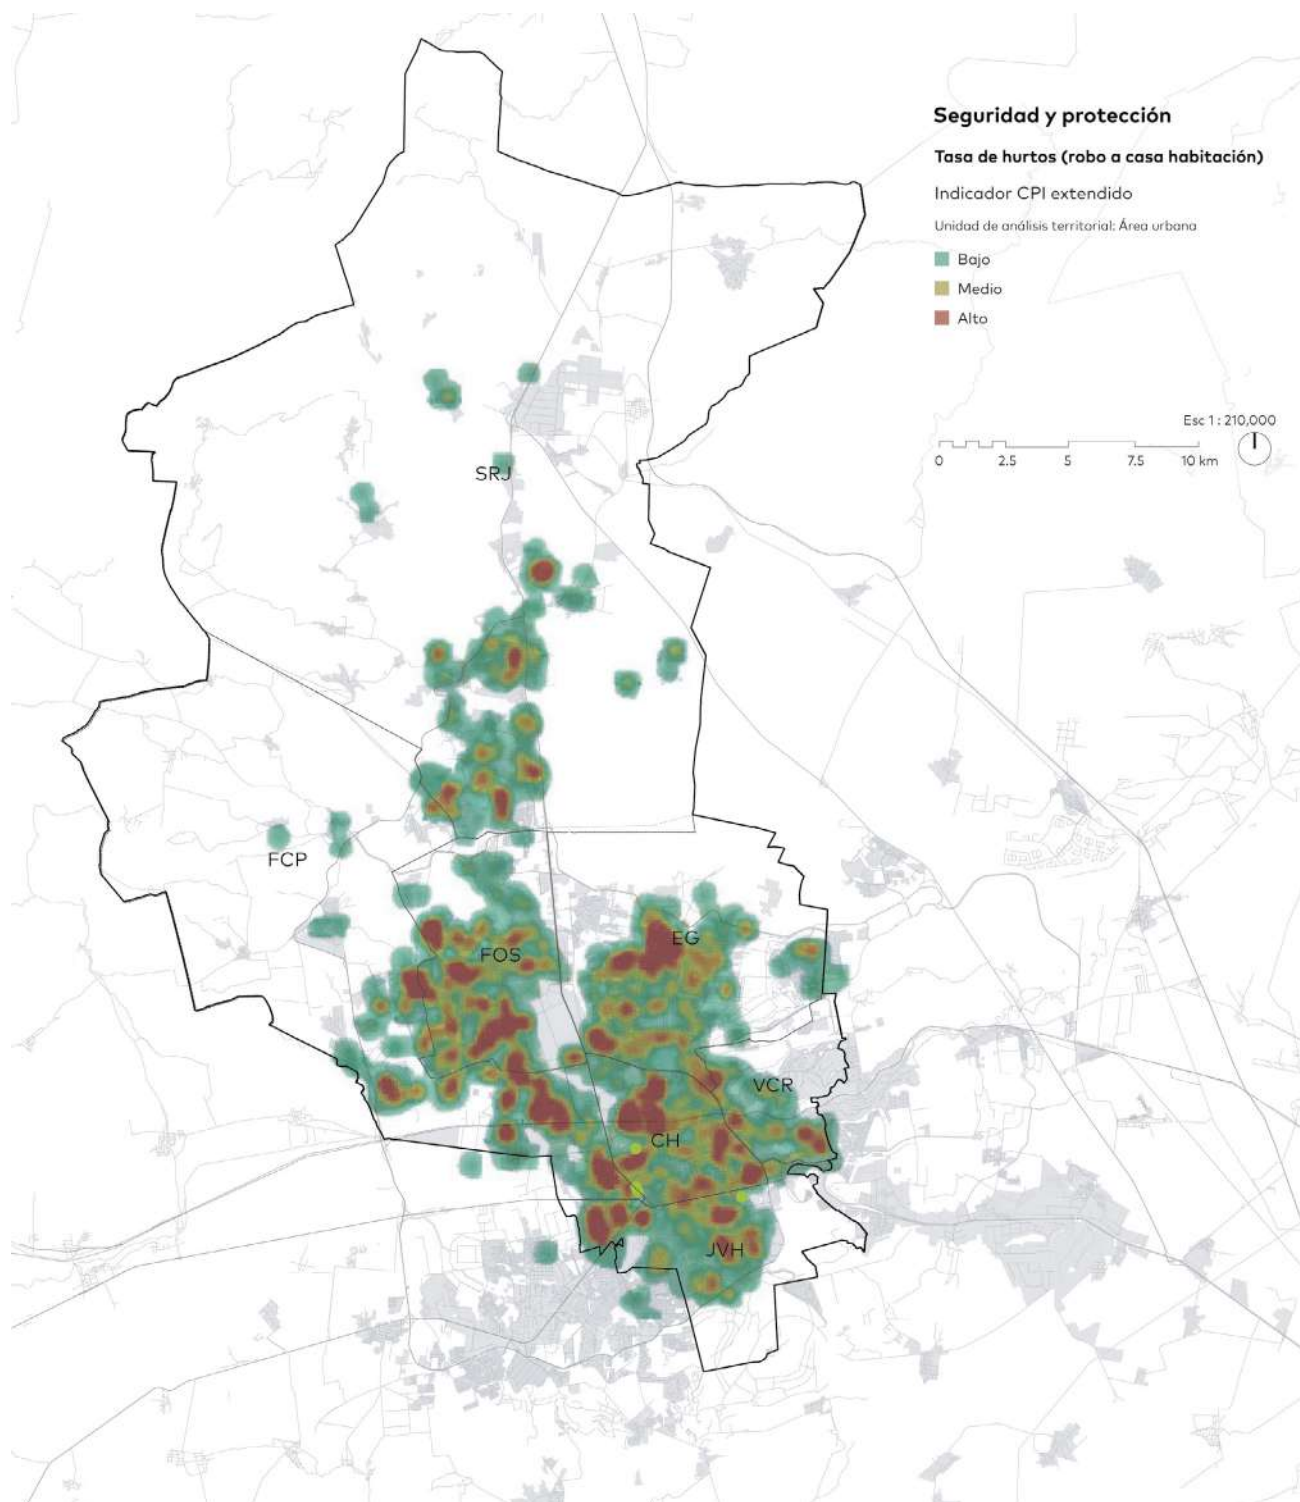 Seguridad y protección
Tasa de hurtos (robo a casa habitación)
Indicador CPI extendido
Unidad de análisis territorial: Área urbana
Bajo
Medio
Alto
Esc 1 : 210,000
0 2.5 5 7.5 10 km
SRJ
FCP
FOS
EG
VCR
CH
JVH